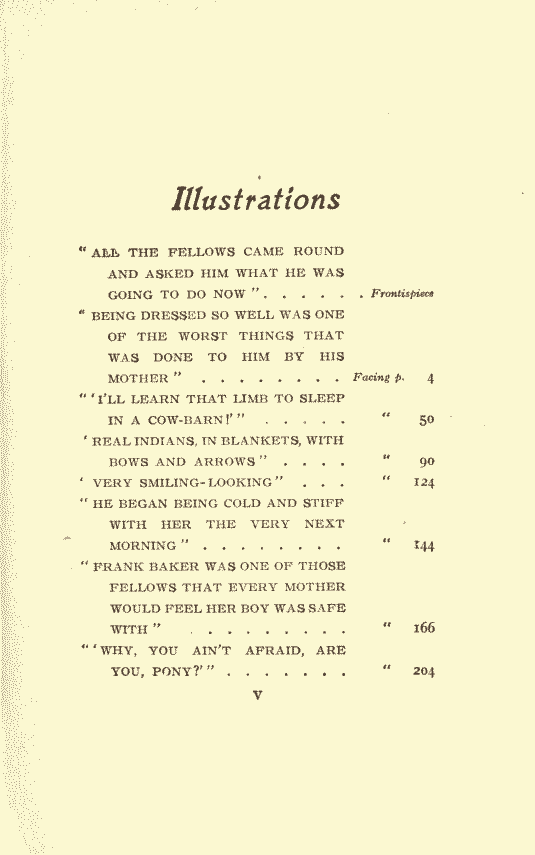 Illustrations
“ ALL THE FELLOWS CAME ROUND
AND ASKED HIM WHAT HE WAS
GOING TO DO NOW ” . . . . . . Frontispiece
“ BEING DRESSED SO WELL WAS ONE
OF THE WORST THINGS THAT
WAS DONE TO HIM BY HIS
MOTHER ” . . . . . . . . Facing p. 4
“ ‘ I’LL LEARN THAT LIMB TO SLEEP
IN A COW-BARN!’ ” . . . . . “ 50
‘ REAL INDIANS, IN BLANKETS, WITH
BOWS AND ARROWS ” . . . . “ 90
‘ VERY SMILING-LOOKING ” . . . “ 124
“ HE BEGAN BEING COLD AND STIFF
WITH HER THE VERY NEXT
MORNING ” . . . . . . . . “ 144
“ FRANK BAKER WAS ONE OF THOSE
FELLOWS THAT EVERY MOTHER
WOULD FEEL HER BOY WAS SAFE
WITH ” . . . . . . . . “ 166
“ ‘ WHY, YOU AIN’T AFRAID, ARE
YOU, PONY?’ ” . . . . . . . “ 204
V